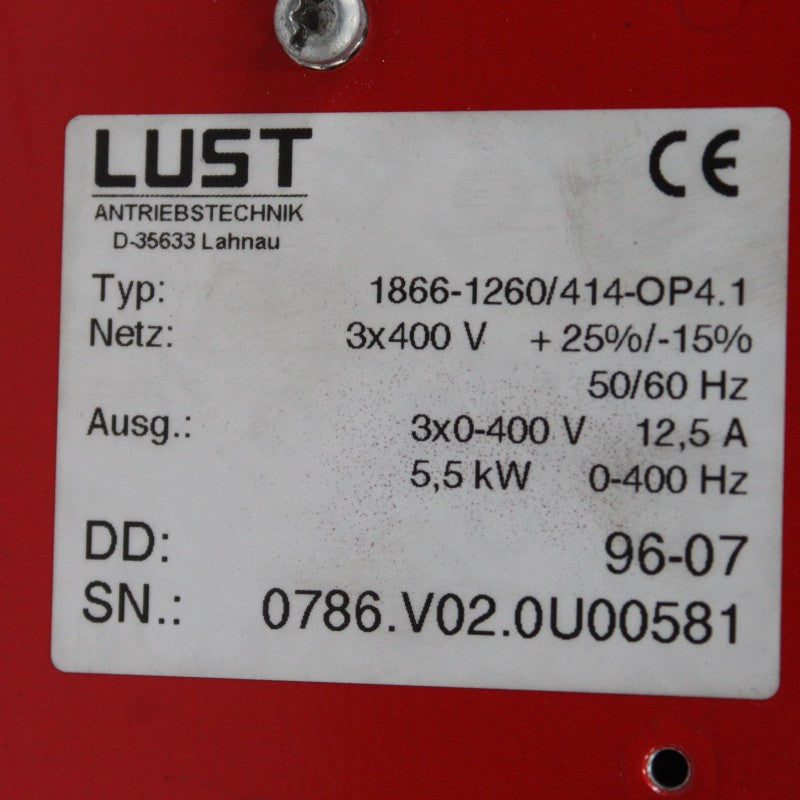 LUST
CE
ANTRIEBSTECHNIK
D-35633 Lahnau
Typ: 1866-1260/414-OP4.1
Netz: 3x400 V + 25%/-15%
50/60 Hz
Ausg.: 3x0-400 V 12,5 A
5,5 kW 0-400 Hz
DD: 96-07
SN.: 0786.V02.0U00581